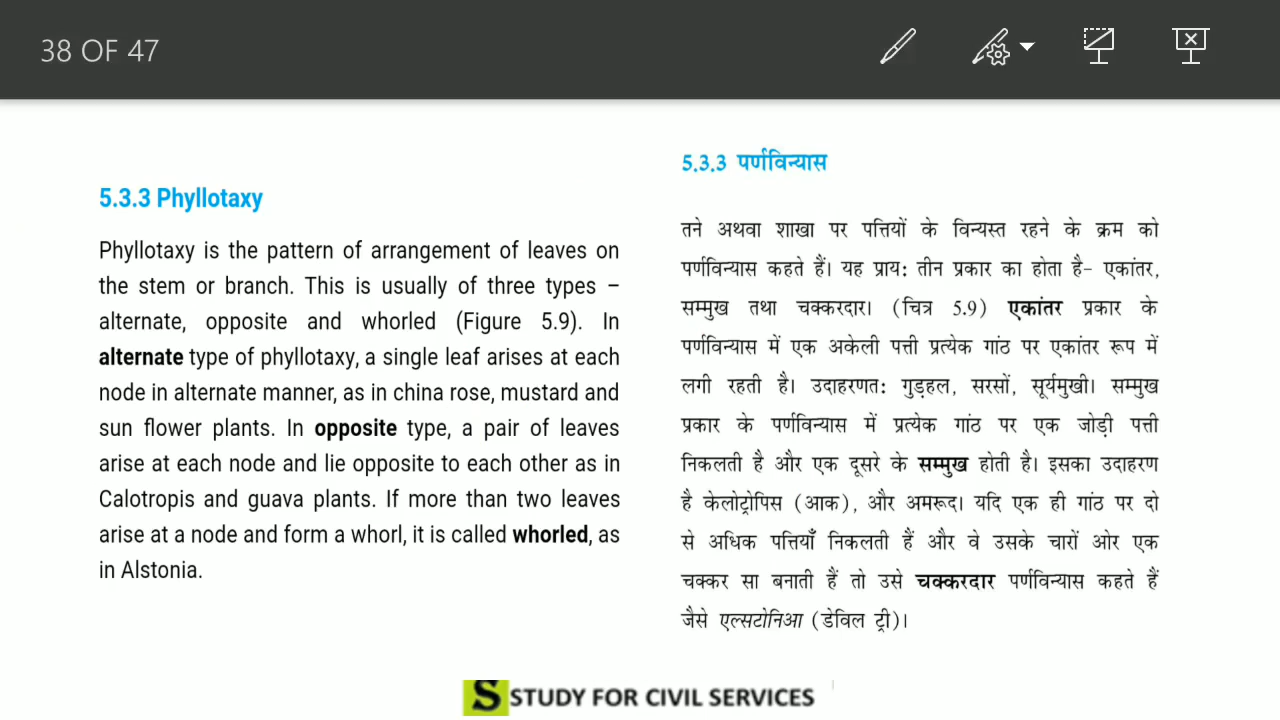 38 OF 47
5.3.3 Phyllotaxy
Phyllotaxy is the pattern of arrangement of leaves on
the stem or branch. This is usually of three types –
alternate, opposite and whorled (Figure 5.9). In
alternate type of phyllotaxy, a single leaf arises at each
node in alternate manner, as in china rose, mustard and
sun flower plants. In opposite type, a pair of leaves
arise at each node and lie opposite to each other as in
Calotropis and guava plants. If more than two leaves
arise at a node and form a whorl, it is called whorled, as
in Alstonia.
5.3.3 पर्णविन्यास
तने अथवा शाखा पर पत्तियों के विन्यस्त रहने के क्रम को
पर्णविन्यास कहते हैं। यह प्राय: तीन प्रकार का होता है- एकांतर,
सम्मुख तथा चक्करदार। (चित्र 5.9) एकांतर प्रकार के
पर्णविन्यास में एक अकेली पत्ती प्रत्येक गांठ पर एकांतर रूप में
लगी रहती है। उदाहरणत: गुड़हल, सरसों, सूर्यमुखी। सम्मुख
प्रकार के पर्णविन्यास में प्रत्येक गांठ पर एक जोड़ी पत्ती
निकलती है और एक दूसरे के सम्मुख होती है। इसका उदाहरण
है केलोट्रोपिस (आक), और अमरूद। यदि एक ही गांठ पर दो
से अधिक पत्तियाँ निकलती हैं और वे उसके चारों ओर एक
चक्कर सा बनाती हैं तो उसे चक्करदार पर्णविन्यास कहते हैं
जैसे एल्सटोनिआ (डेविल ट्री)।
S STUDY FOR CIVIL SERVICES